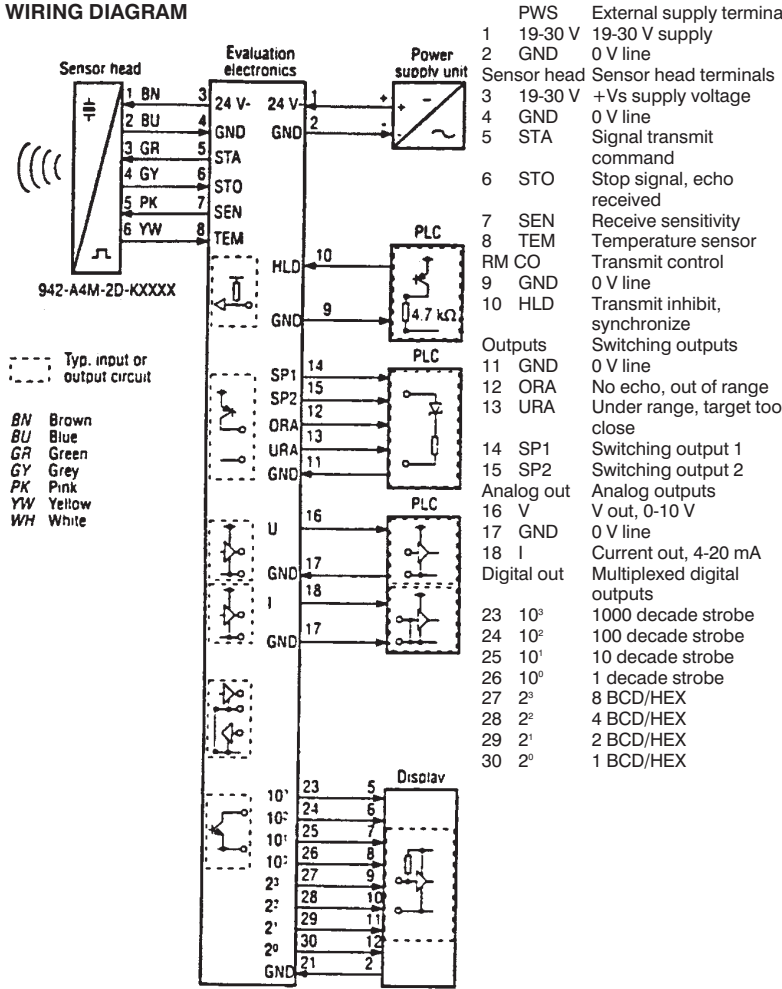 WIRING DIAGRAM
Sensor head
Evaluation
electronics
Power
supply unit
1 BN 3 24 V-
2 BU 4 GND
3 GR 5 STA
4 GY 6 STO
5 PK 7 SEN
6 YW 8 TEM
24 V- 1 + + -
GND 2 - -
942-A4M-2D-KXXXX
PLC
HLD 10
4.7 kΩ
GND 9
PLC
SP1 14
SP2 15
ORA 12
URA 13
GND 11
PLC
U 16
GND 17
I 18
GND 17
Typ. input or
output circuit
BN Brown
BU Blue
GR Green
GY Grey
PK Pink
YW Yellow
WH White
Display
23 5
10² 24 6
10¹ 25 7
26 8
2³ 27 9
2² 28 10
2¹ 29 11
2⁰ 30 12
GND 21 2
PWS External supply termina
1 19-30 V 19-30 V supply
2 GND 0 V line
Sensor head Sensor head terminals
3 19-30 V +Vs supply voltage
4 GND 0 V line
5 STA Signal transmit
command
6 STO Stop signal, echo
received
7 SEN Receive sensitivity
8 TEM Temperature sensor
RM CO Transmit control
9 GND 0 V line
10 HLD Transmit inhibit,
synchronize
Outputs Switching outputs
11 GND 0 V line
12 ORA No echo, out of range
13 URA Under range, target too
close
14 SP1 Switching output 1
15 SP2 Switching output 2
Analog out Analog outputs
16 V V out, 0-10 V
17 GND 0 V line
18 I Current out, 4-20 mA
Digital out Multiplexed digital
outputs
23 10³ 1000 decade strobe
24 10² 100 decade strobe
25 10¹ 10 decade strobe
26 10⁰ 1 decade strobe
27 2³ 8 BCD/HEX
28 2² 4 BCD/HEX
29 2¹ 2 BCD/HEX
30 2⁰ 1 BCD/HEX